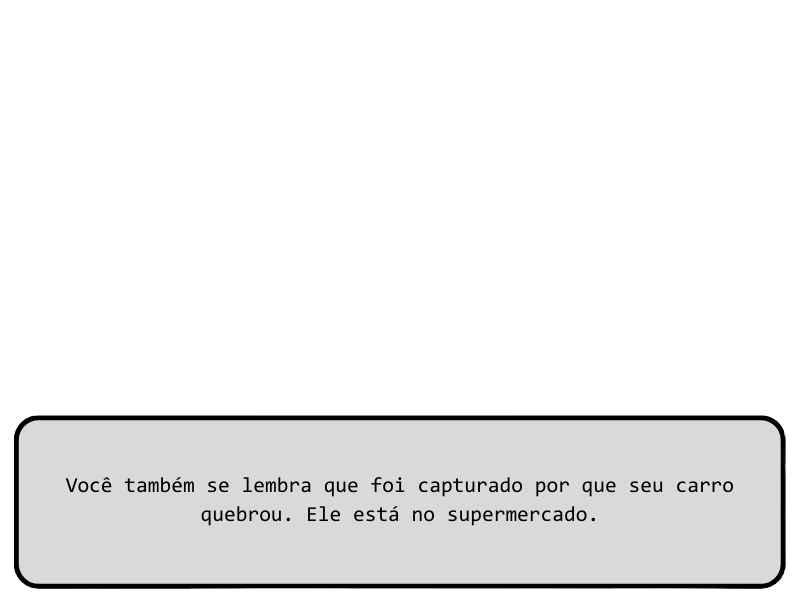 Você também se lembra que foi capturado por que seu carro
quebrou. Ele está no supermercado.